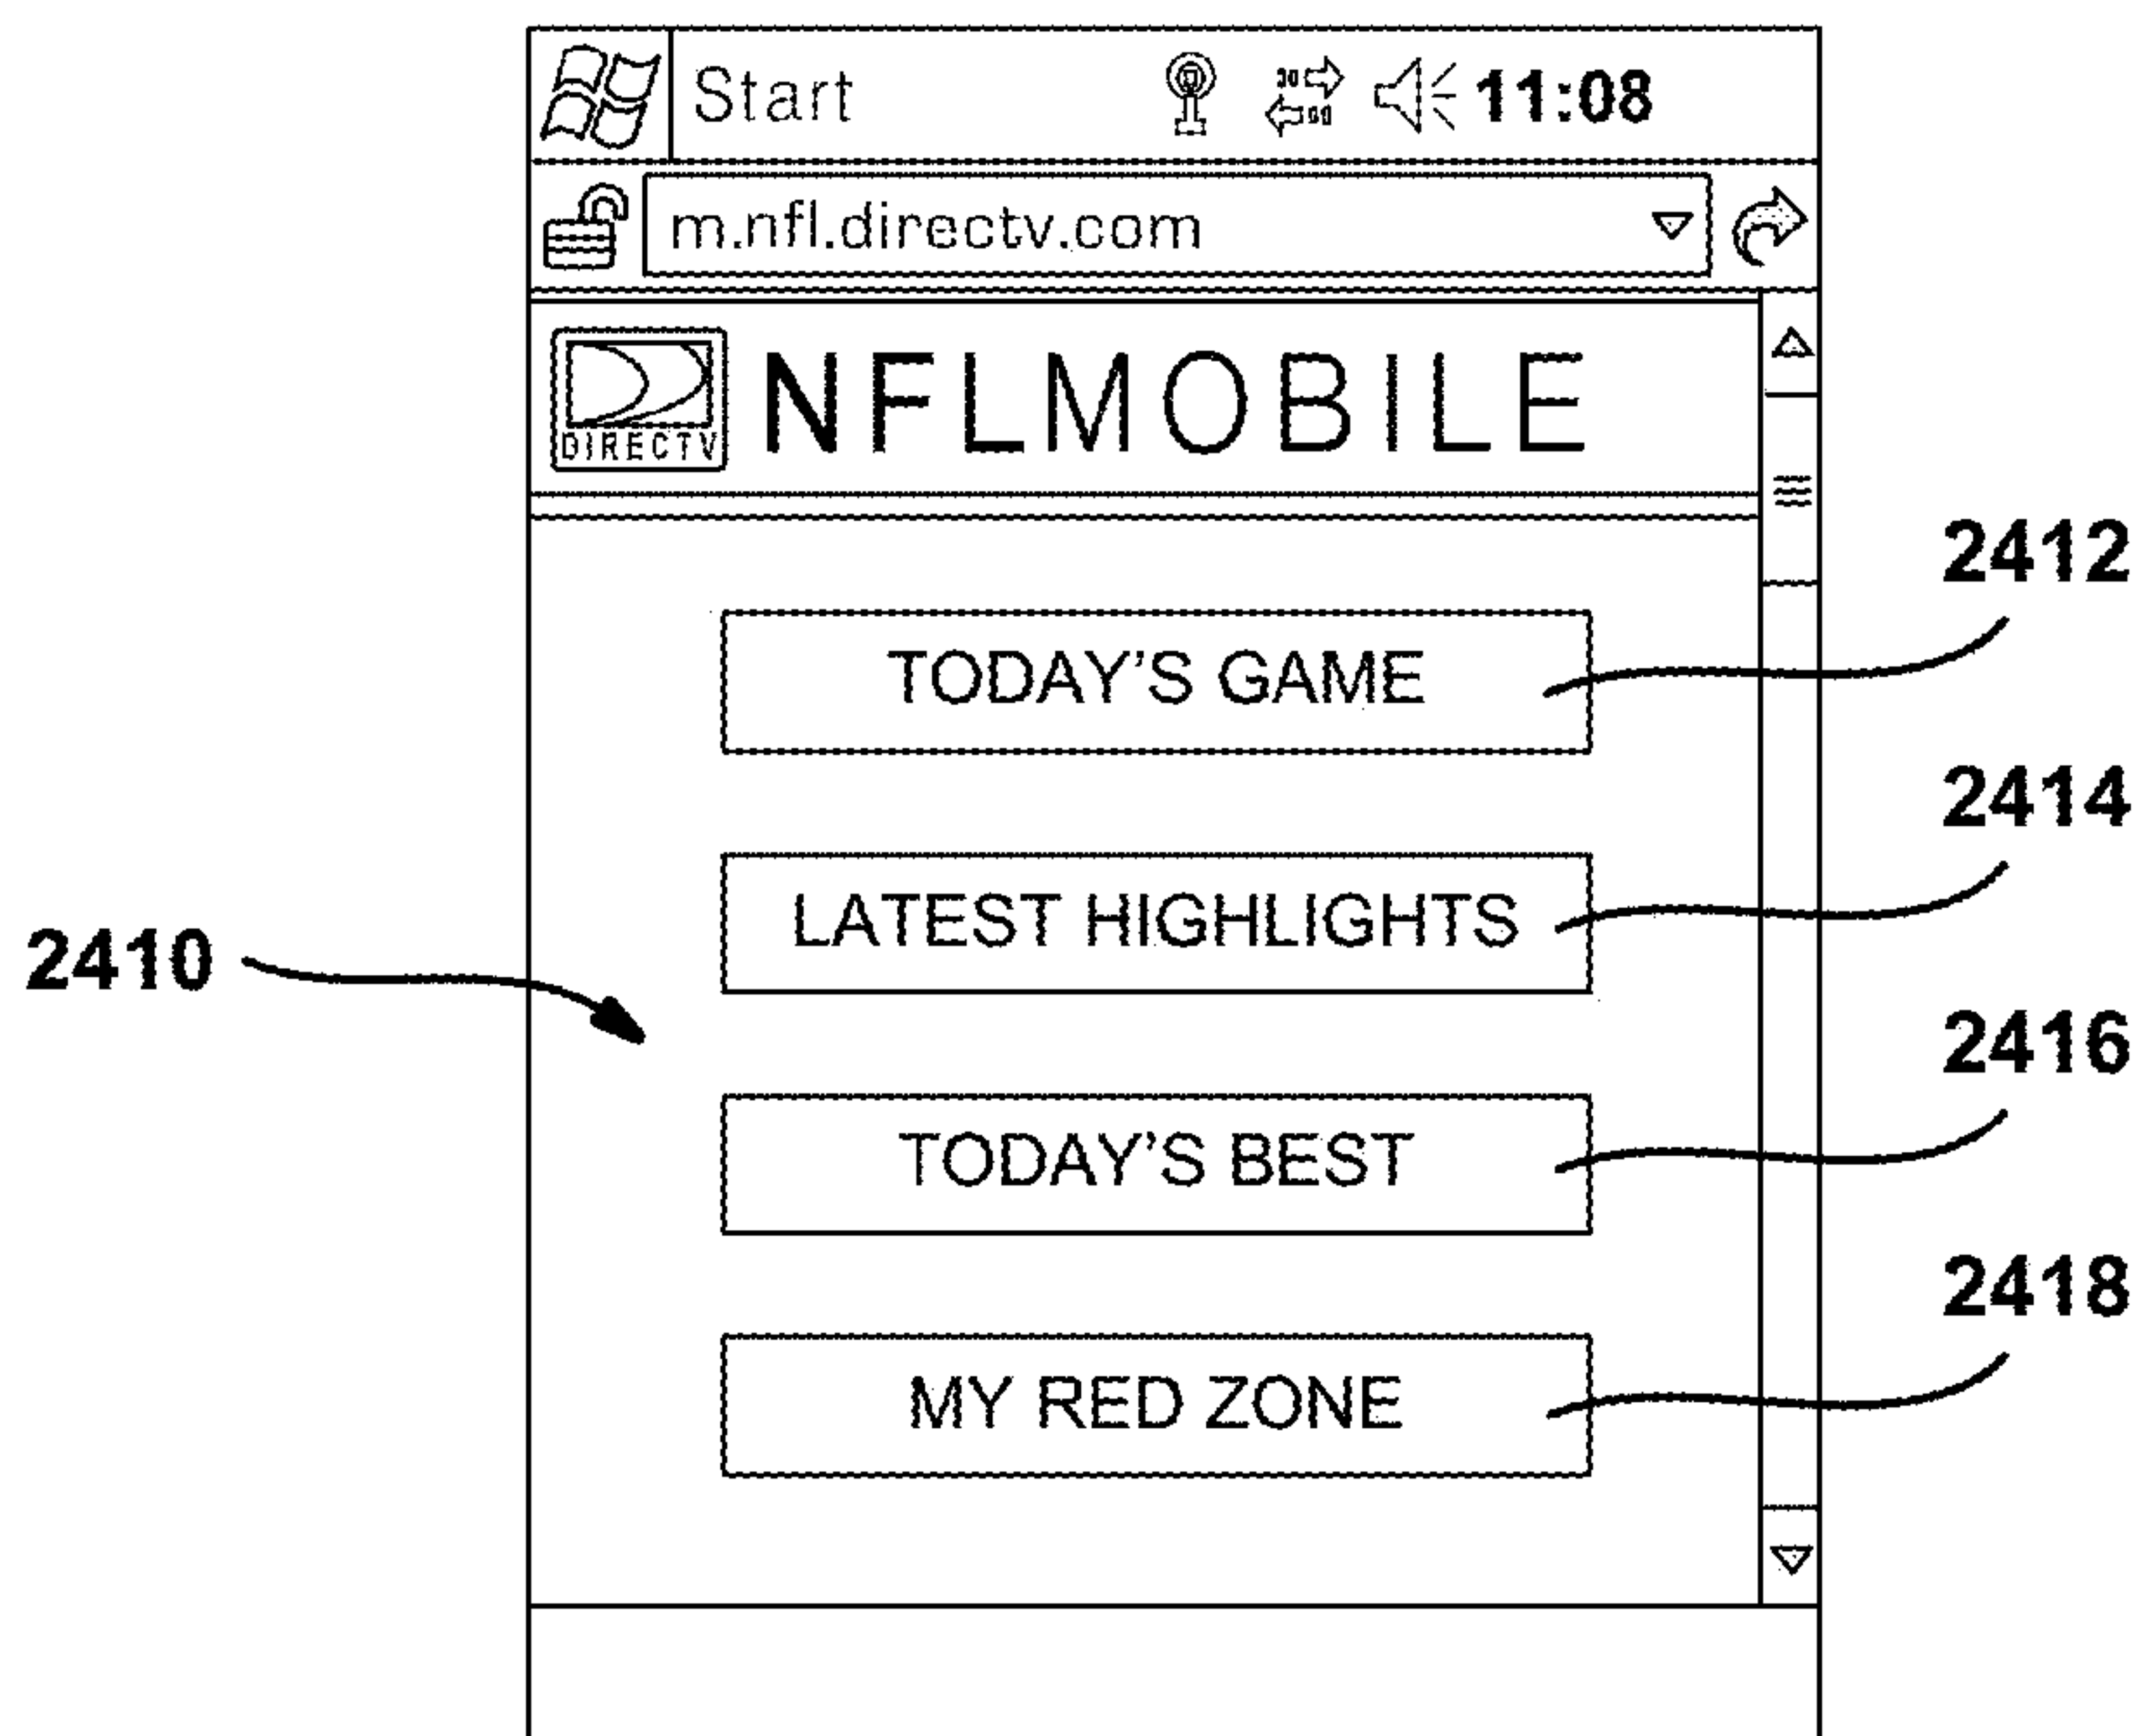 Start 11:08
m.nfl.directv.com
DIRECTV NFLMOBILE
2412
TODAY'S GAME
2414
LATEST HIGHLIGHTS
2410
2416
TODAY'S BEST
2418
MY RED ZONE